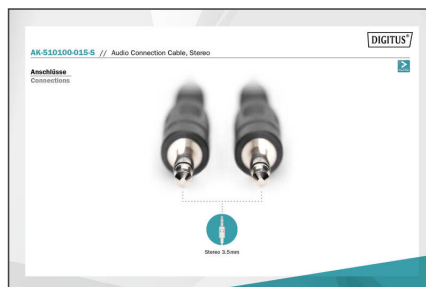 DIGITUS®
AK-510100-015-S // Audio Connection Cable, Stereo
Anschlüsse
Connections
Stereo 3.5mm